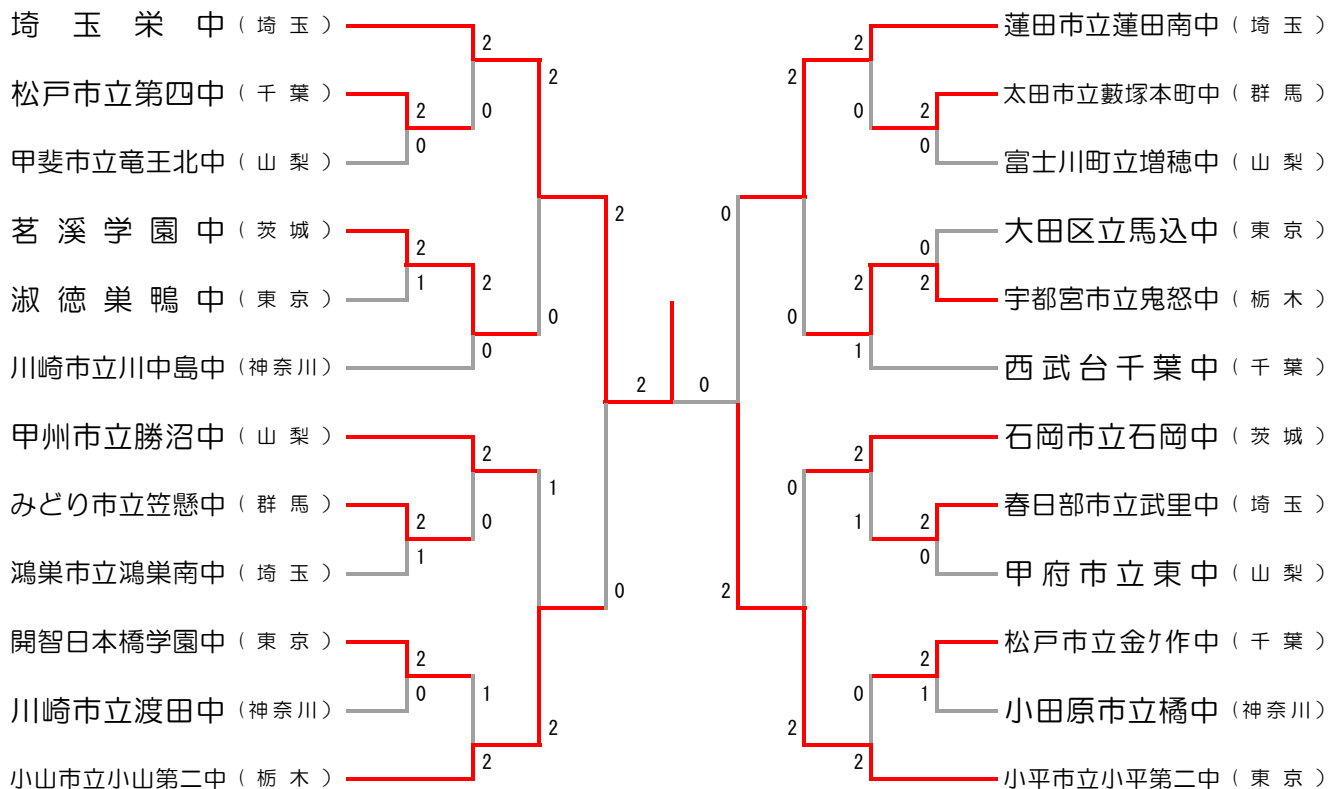 埼玉栄中（埼玉）
2
2
松戸市立第四中（千葉）
2
0
0
甲斐市立竜王北中（山梨）
茗溪学園中（茨城）
2
2
1
2
淑徳巣鴨中（東京）
0
0
川崎市立川中島中（神奈川）
2
0
甲州市立勝沼中（山梨）
2
1
みどり市立笠懸中（群馬）
2
0
1
鴻巣市立鴻巣南中（埼玉）
0
開智日本橋学園中（東京）
2
0
1
川崎市立渡田中（神奈川）
2
2
小山市立小山第二中（栃木）
蓮田市立蓮田南中（埼玉）
2
2
太田市立藪塚本町中（群馬）
0
2
0
富士川町立増穂中（山梨）
0
大田区立馬込中（東京）
0
2
2
宇都宮市立鬼怒中（栃木）
0
1
西武台千葉中（千葉）
石岡市立石岡中（茨城）
2
0
春日部市立武里中（埼玉）
1
2
0
甲府市立東中（山梨）
2
松戸市立金ケ作中（千葉）
2
0
1
小田原市立橘中（神奈川）
2
2
小平市立小平第二中（東京）